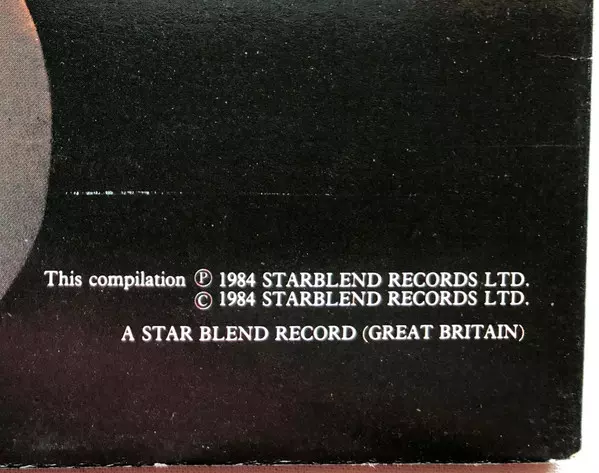 This compilation ℗ 1984 STARBLEND RECORDS LTD.
© 1984 STARBLEND RECORDS LTD.
A STAR BLEND RECORD (GREAT BRITAIN)